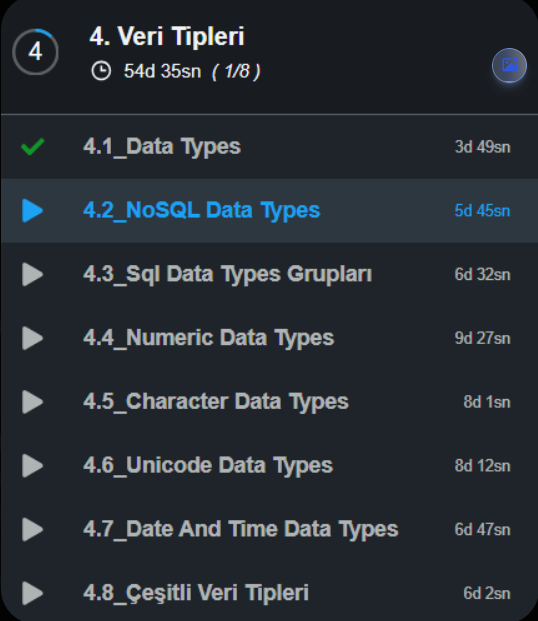 4
4. Veri Tipleri
54d 35sn ( 1/8 )
4.1_Data Types 3d 49sn
4.2_NoSQL Data Types 5d 45sn
4.3_Sql Data Types Grupları 6d 32sn
4.4_Numeric Data Types 9d 27sn
4.5_Character Data Types 8d 1sn
4.6_Unicode Data Types 8d 12sn
4.7_Date And Time Data Types 6d 47sn
4.8_Çeşitli Veri Tipleri 6d 2sn